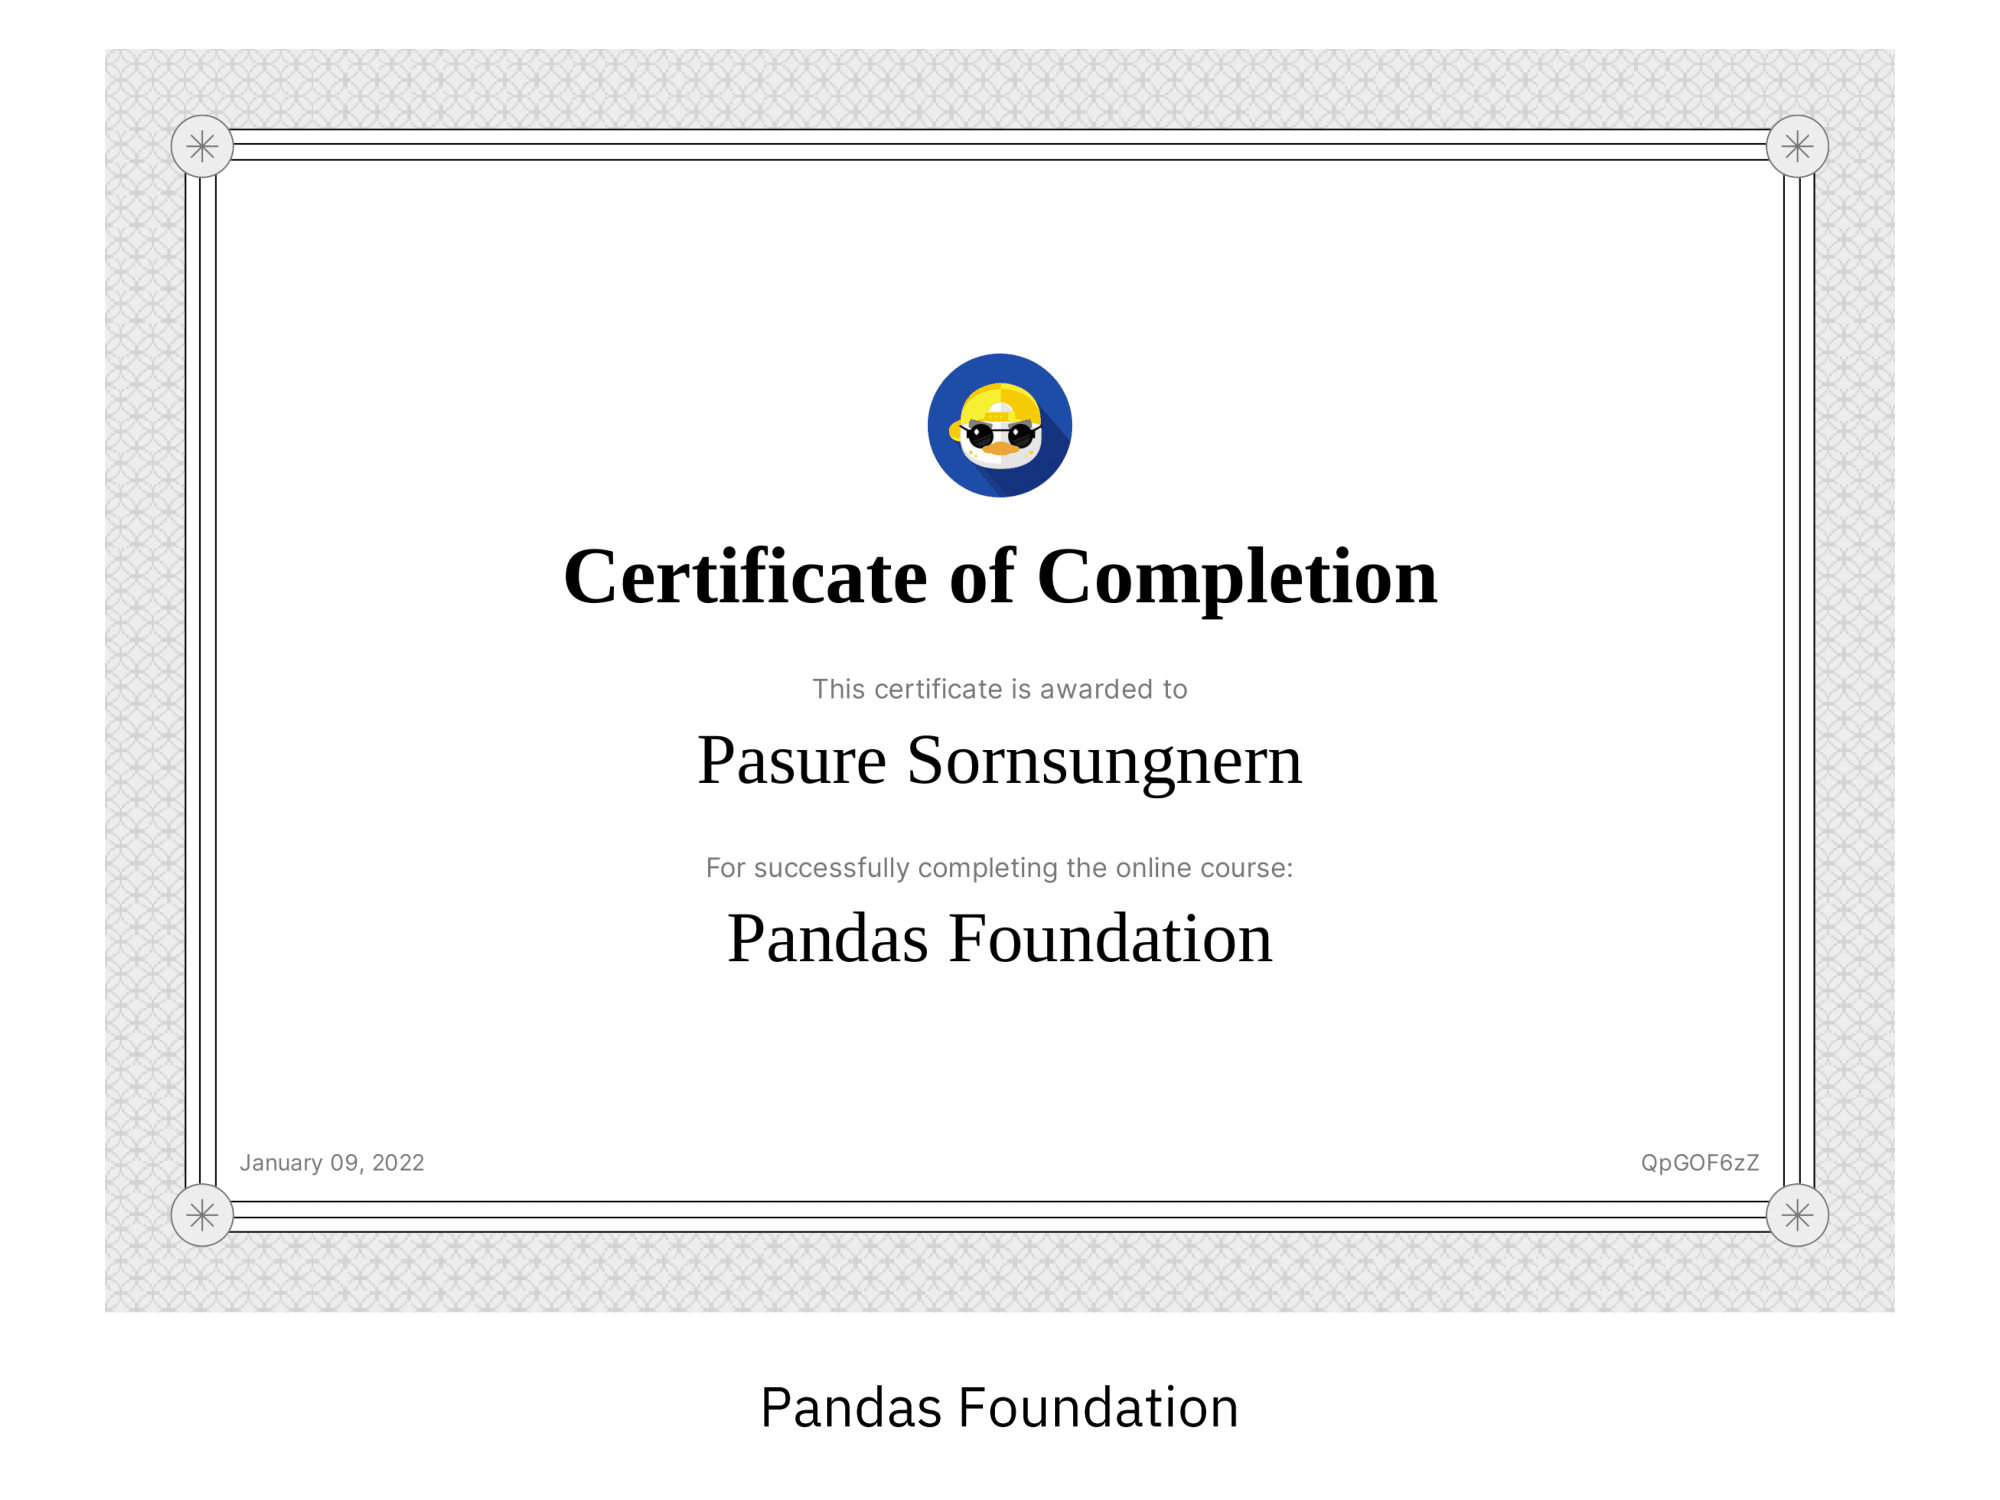 Certificate of Completion
This certificate is awarded to
Pasure Sornsungnern
For successfully completing the online course:
Pandas Foundation
January 09, 2022
QpGOF6zZ
Pandas Foundation